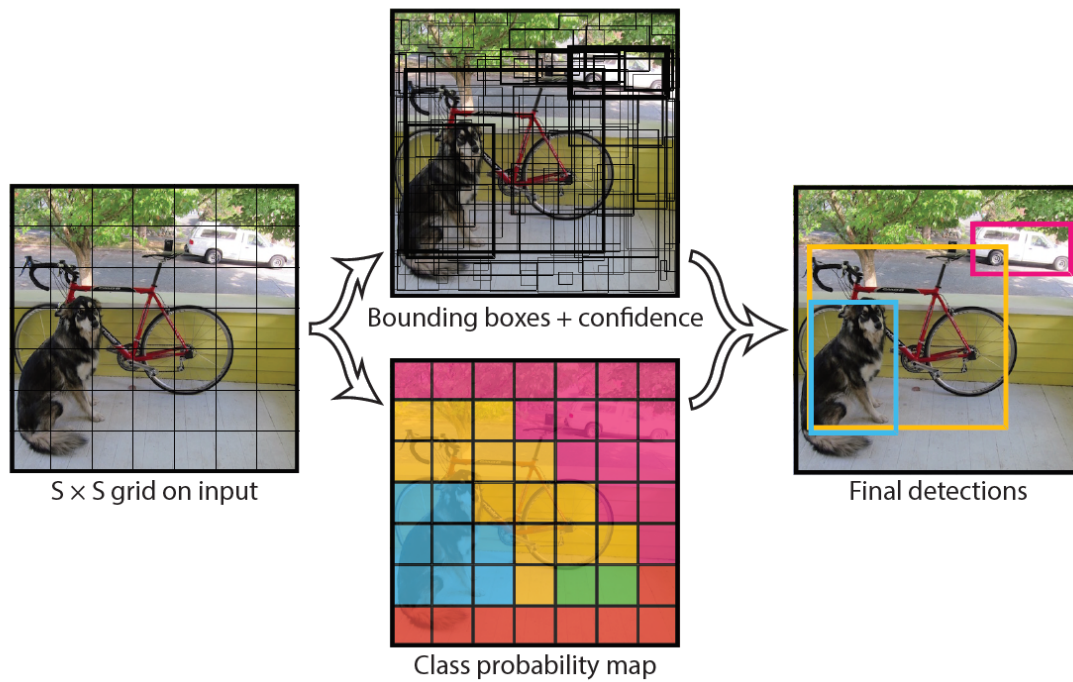 Bounding boxes + confidence
S × S grid on input
Final detections
Class probability map